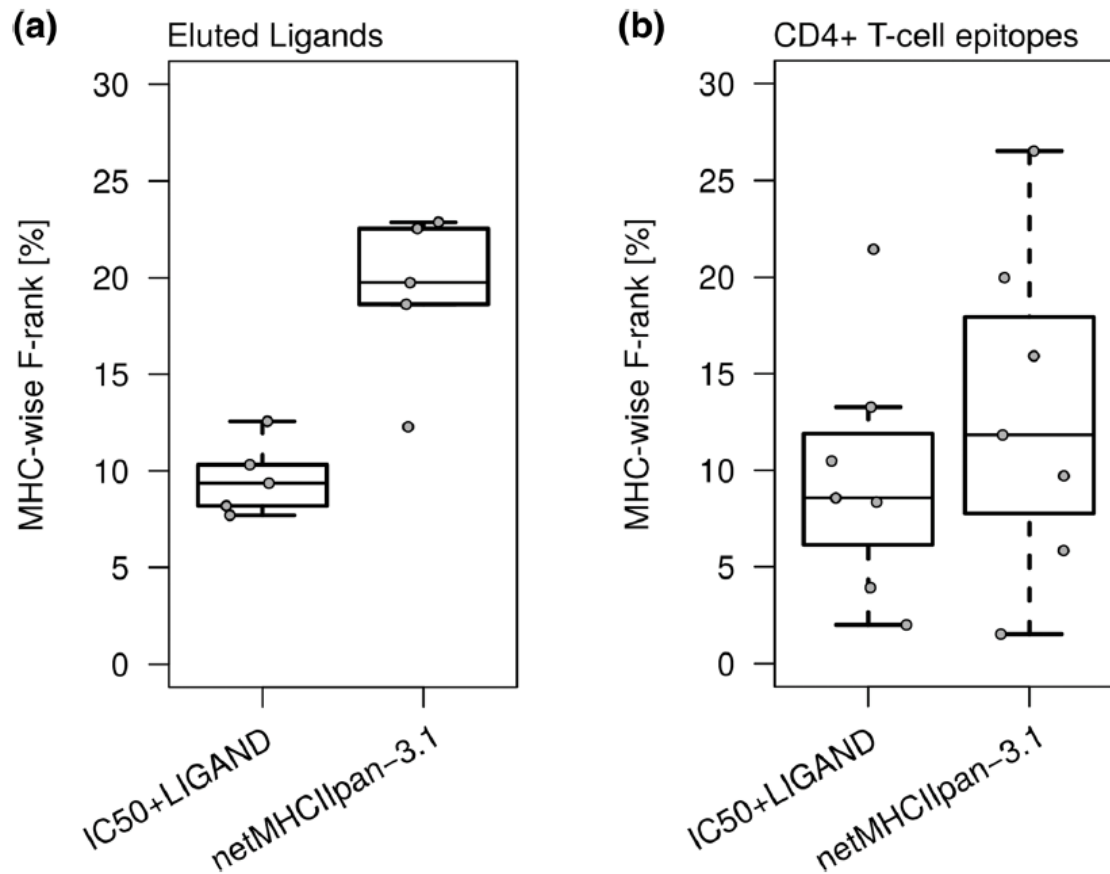 (a) Eluted Ligands
MHC-wise F-rank [%]
30
25
20
15
10
5
0
IC50+LIGAND
netMHCIIpan-3.1
(b) CD4+ T-cell epitopes
MHC-wise F-rank [%]
30
25
20
15
10
5
0
IC50+LIGAND
netMHCIIpan-3.1